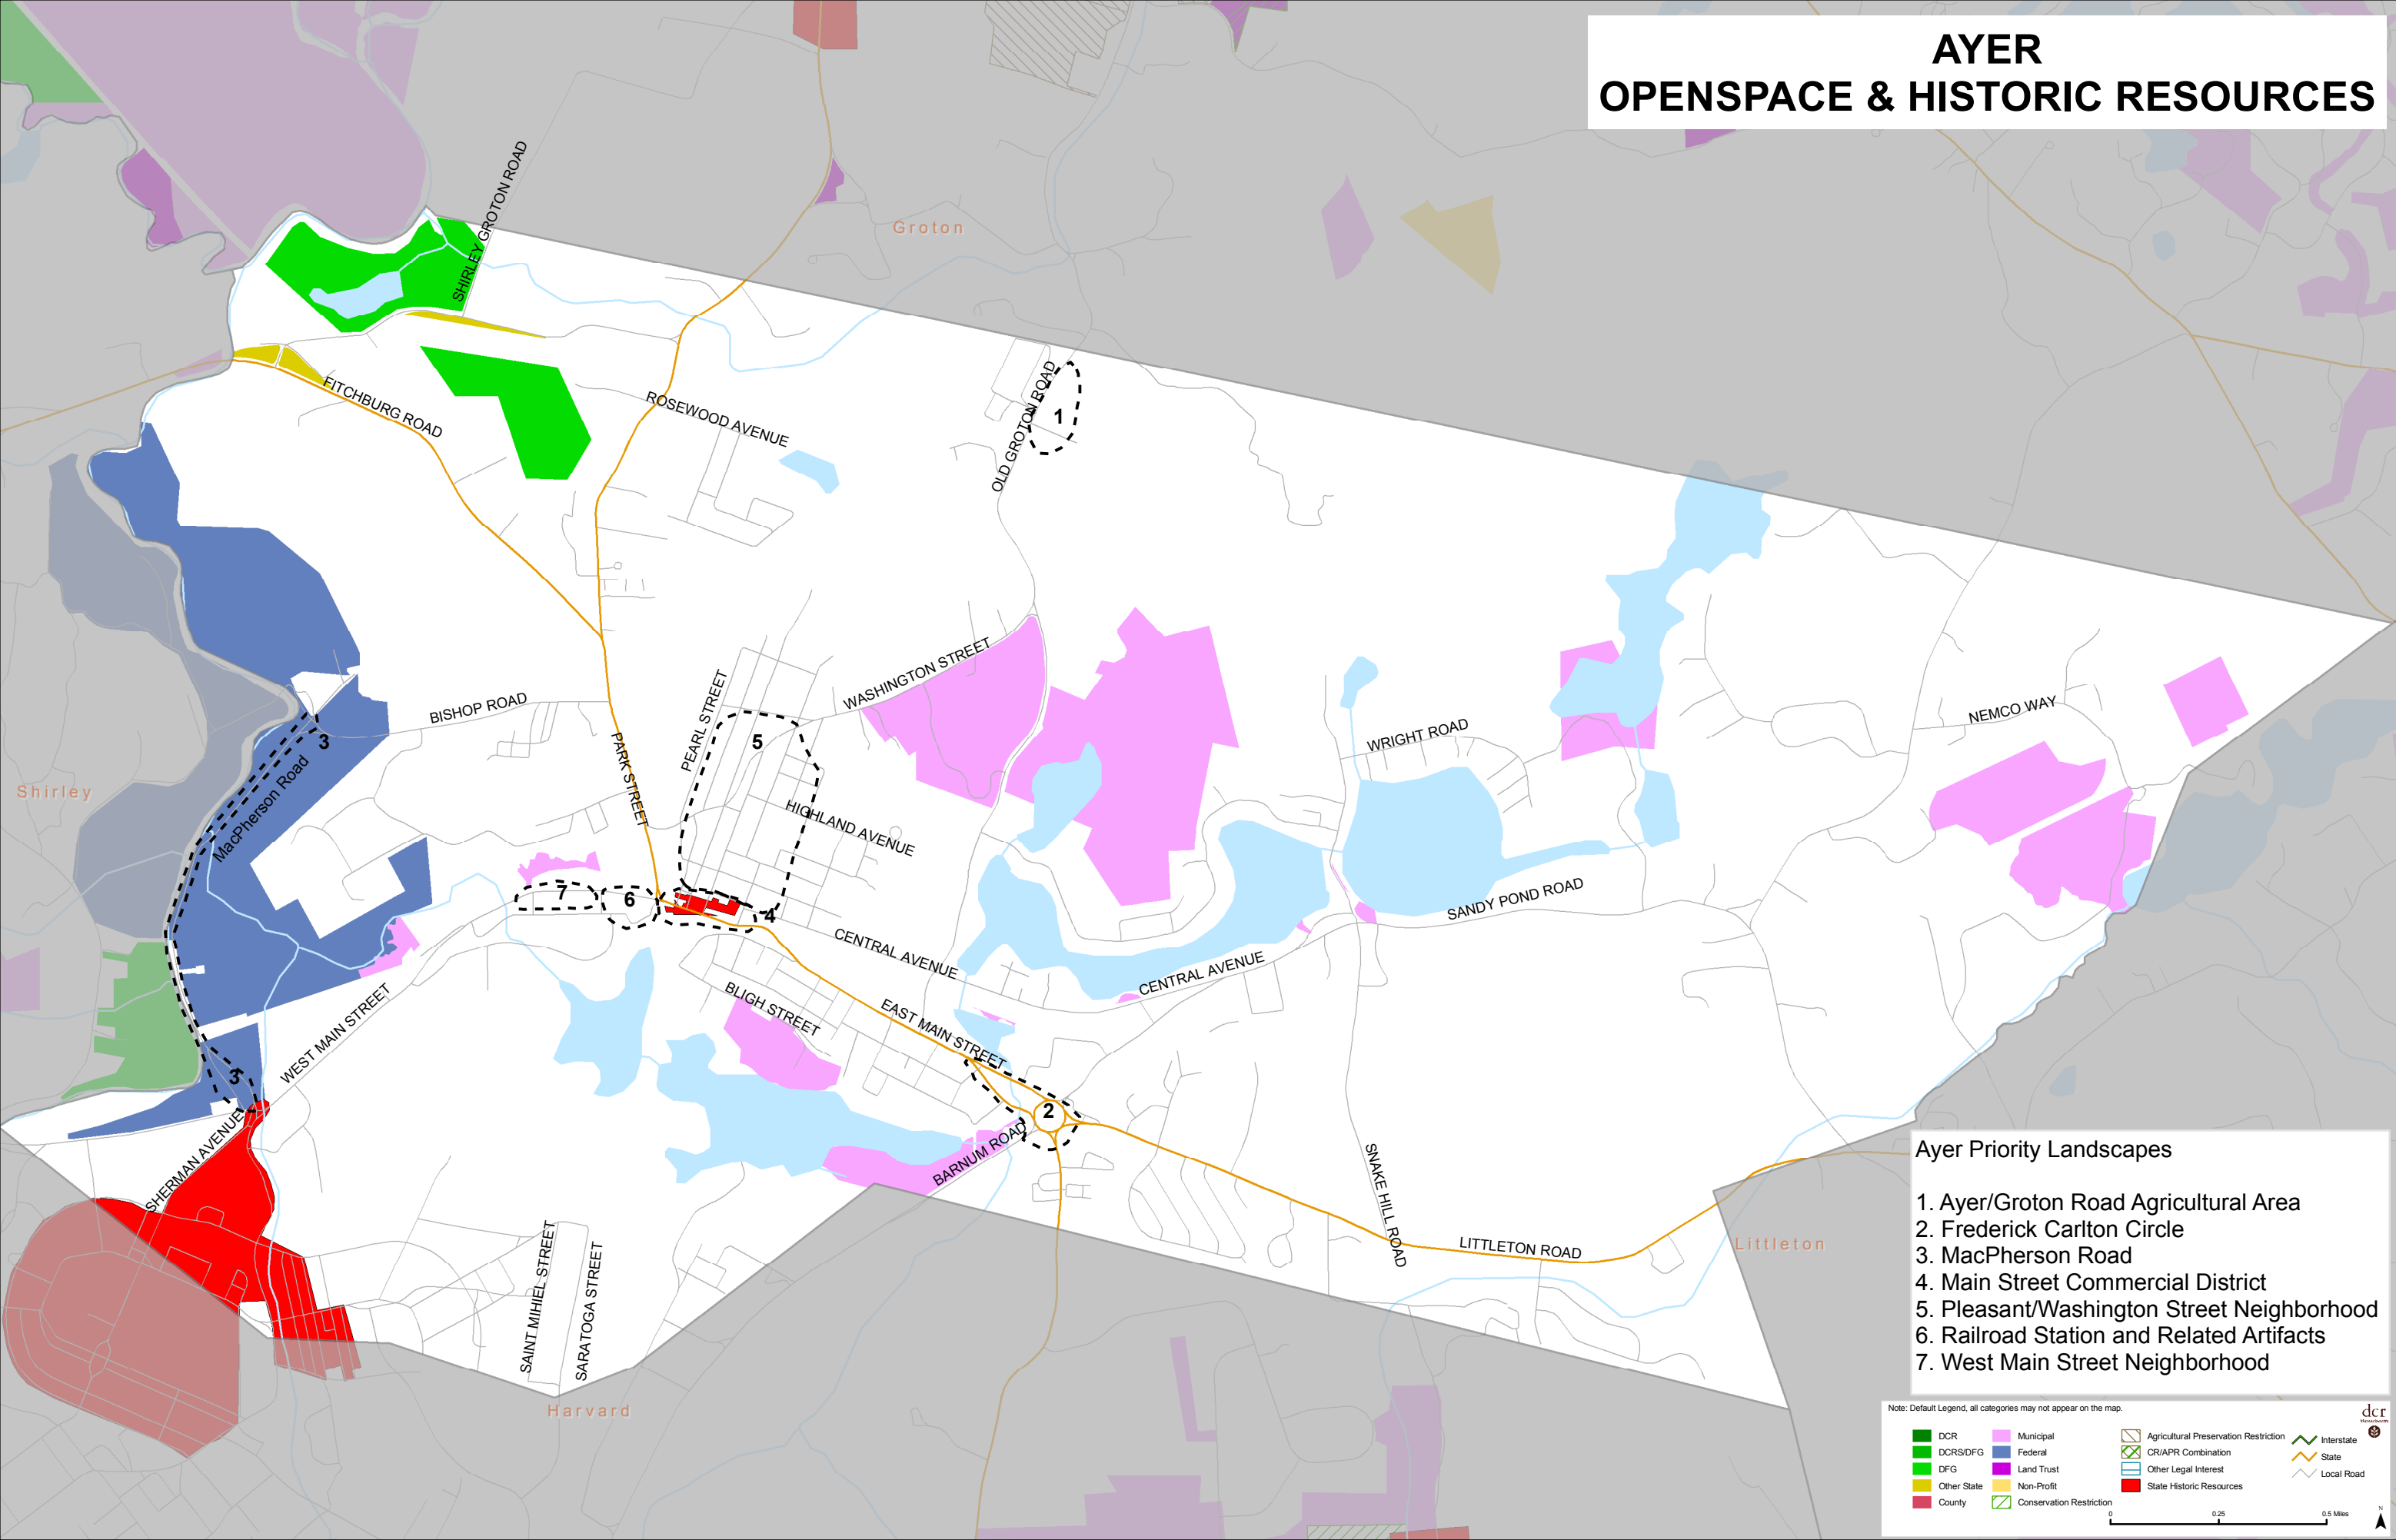 AYER
OPENSPACE & HISTORIC RESOURCES
SHIRLEY GROTON ROAD
Groton
FITCHBURG ROAD
ROSEWOOD AVENUE
OLD GROTON ROAD
1
WASHINGTON STREET
PEARL STREET
BISHOP ROAD
PARK STREET
5
3
MacPherson Road
Shirley
HIGHLAND AVENUE
WRIGHT ROAD
NEMCO WAY
7
6
4
SANDY POND ROAD
CENTRAL AVENUE
CENTRAL AVENUE
BLIGH STREET
EAST MAIN STREET
WEST MAIN STREET
3
2
BARNUM ROAD
SHERMAN AVENUE
SNAKE HILL ROAD
LITTLETON ROAD
Littleton
SAINT MIHIEL STREET
SARATOGA STREET
Harvard
Ayer Priority Landscapes
1. Ayer/Groton Road Agricultural Area
2. Frederick Carlton Circle
3. MacPherson Road
4. Main Street Commercial District
5. Pleasant/Washington Street Neighborhood
6. Railroad Station and Related Artifacts
7. West Main Street Neighborhood
Note: Default Legend, all categories may not appear on the map.
dcr
Massachusetts
DCR
DCRS/DFG
DFG
Other State
County
Municipal
Federal
Land Trust
Non-Profit
Conservation Restriction
Agricultural Preservation Restriction
CR/APR Combination
Other Legal Interest
State Historic Resources
Interstate
State
Local Road
0 0.25 0.5 Miles
N